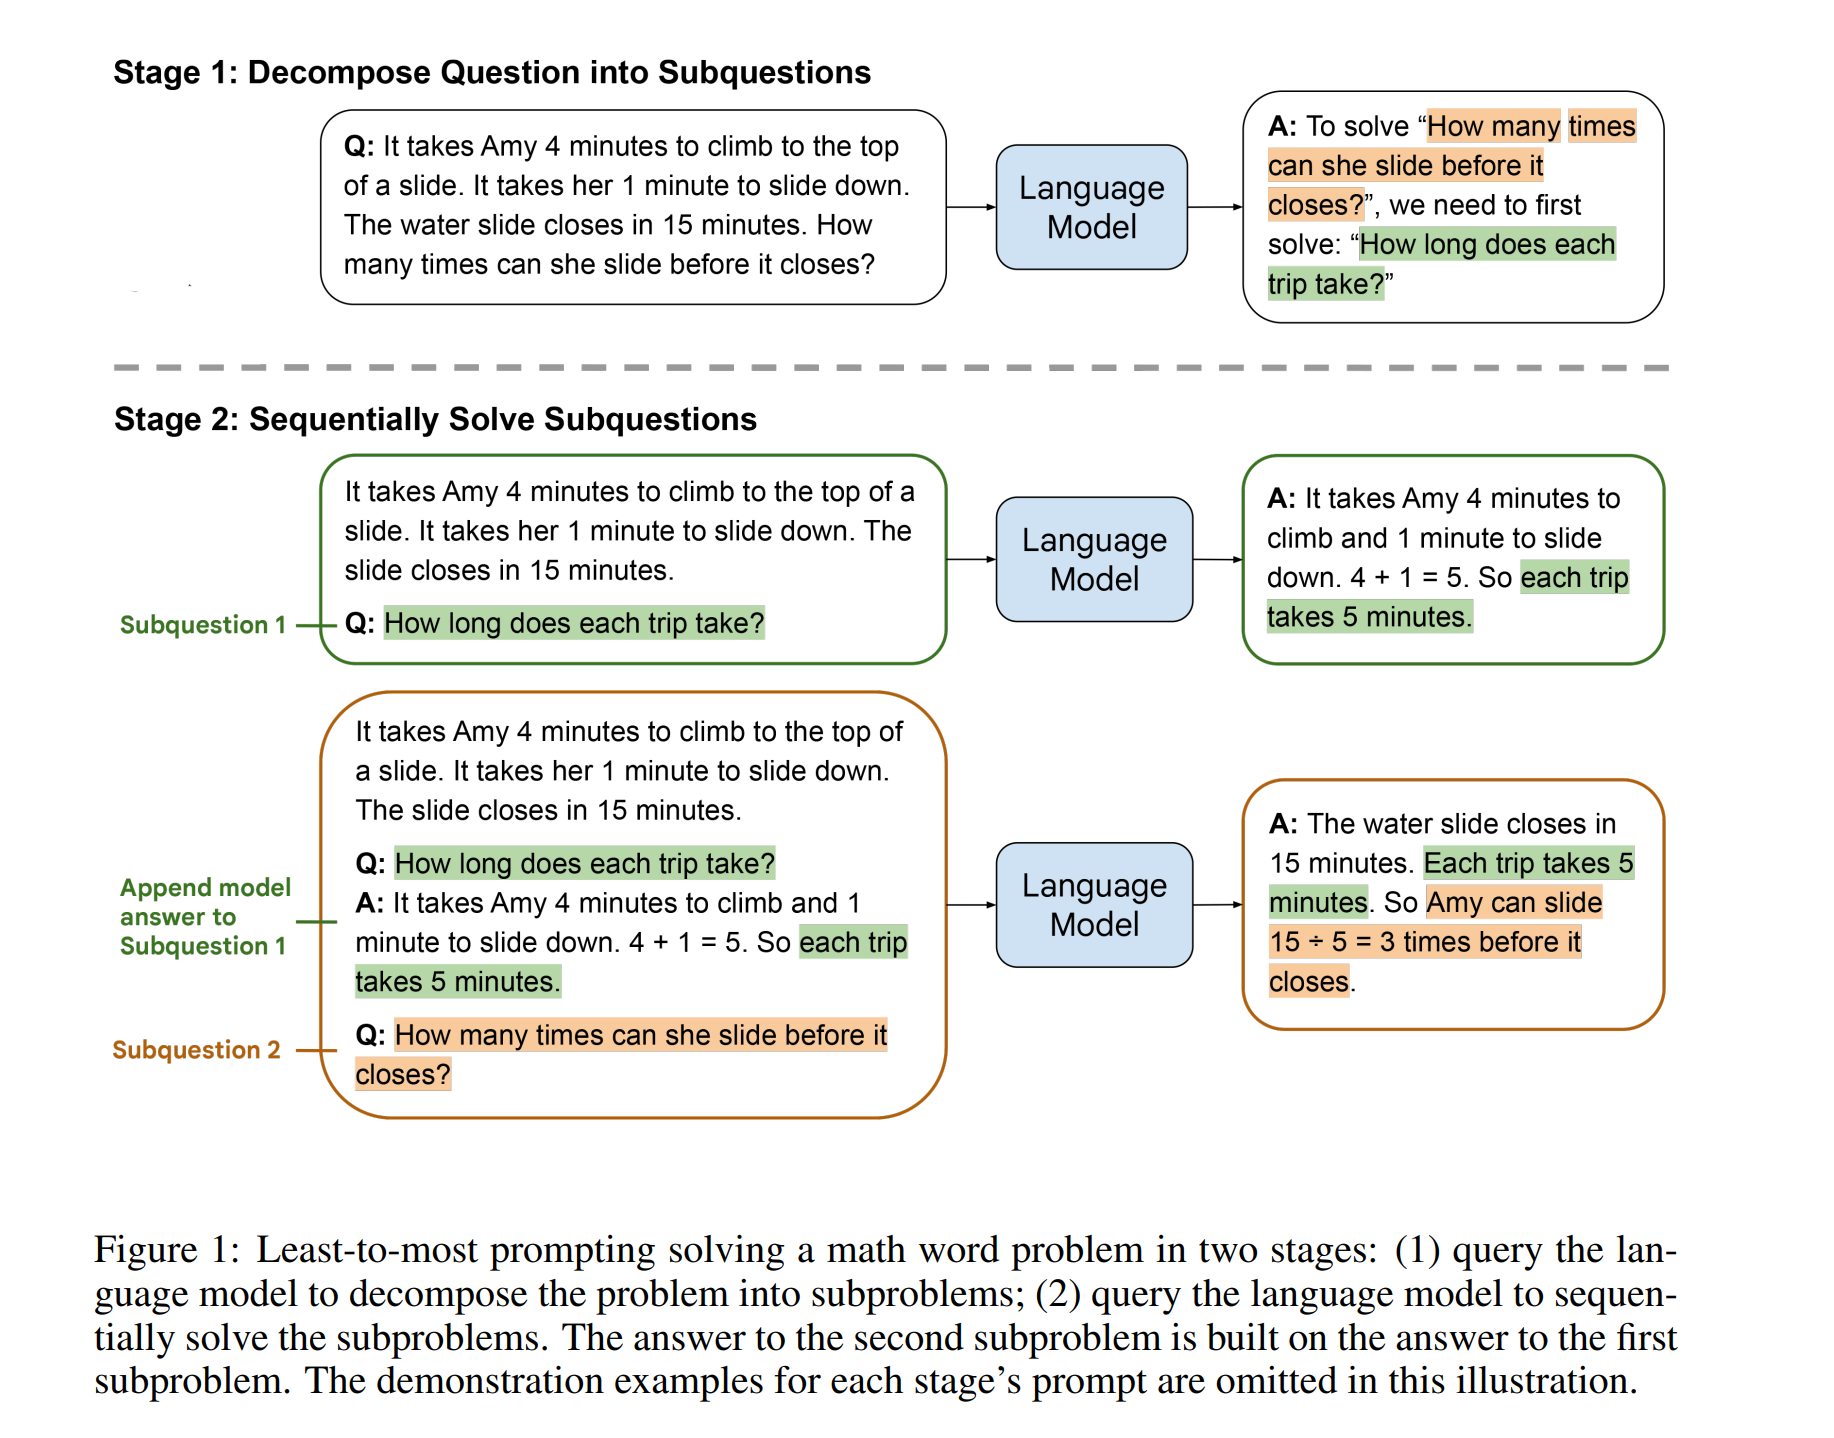 Stage 1: Decompose Question into Subquestions
Q: It takes Amy 4 minutes to climb to the top
of a slide. It takes her 1 minute to slide down.
The water slide closes in 15 minutes. How
many times can she slide before it closes?
Language
Model
A: To solve “How many times
can she slide before it
closes?”, we need to first
solve: “How long does each
trip take?”
Stage 2: Sequentially Solve Subquestions
It takes Amy 4 minutes to climb to the top of a
slide. It takes her 1 minute to slide down. The
slide closes in 15 minutes.
Subquestion 1
Q: How long does each trip take?
Language
Model
A: It takes Amy 4 minutes to
climb and 1 minute to slide
down. 4 + 1 = 5. So each trip
takes 5 minutes.
It takes Amy 4 minutes to climb to the top of
a slide. It takes her 1 minute to slide down.
The slide closes in 15 minutes.
Q: How long does each trip take?
Append model
answer to
Subquestion 1
A: It takes Amy 4 minutes to climb and 1
minute to slide down. 4 + 1 = 5. So each trip
takes 5 minutes.
Subquestion 2
Q: How many times can she slide before it
closes?
Language
Model
A: The water slide closes in
15 minutes. Each trip takes 5
minutes. So Amy can slide
15 ÷ 5 = 3 times before it
closes.
Figure 1: Least-to-most prompting solving a math word problem in two stages: (1) query the lan-
guage model to decompose the problem into subproblems; (2) query the language model to sequen-
tially solve the subproblems. The answer to the second subproblem is built on the answer to the first
subproblem. The demonstration examples for each stage’s prompt are omitted in this illustration.